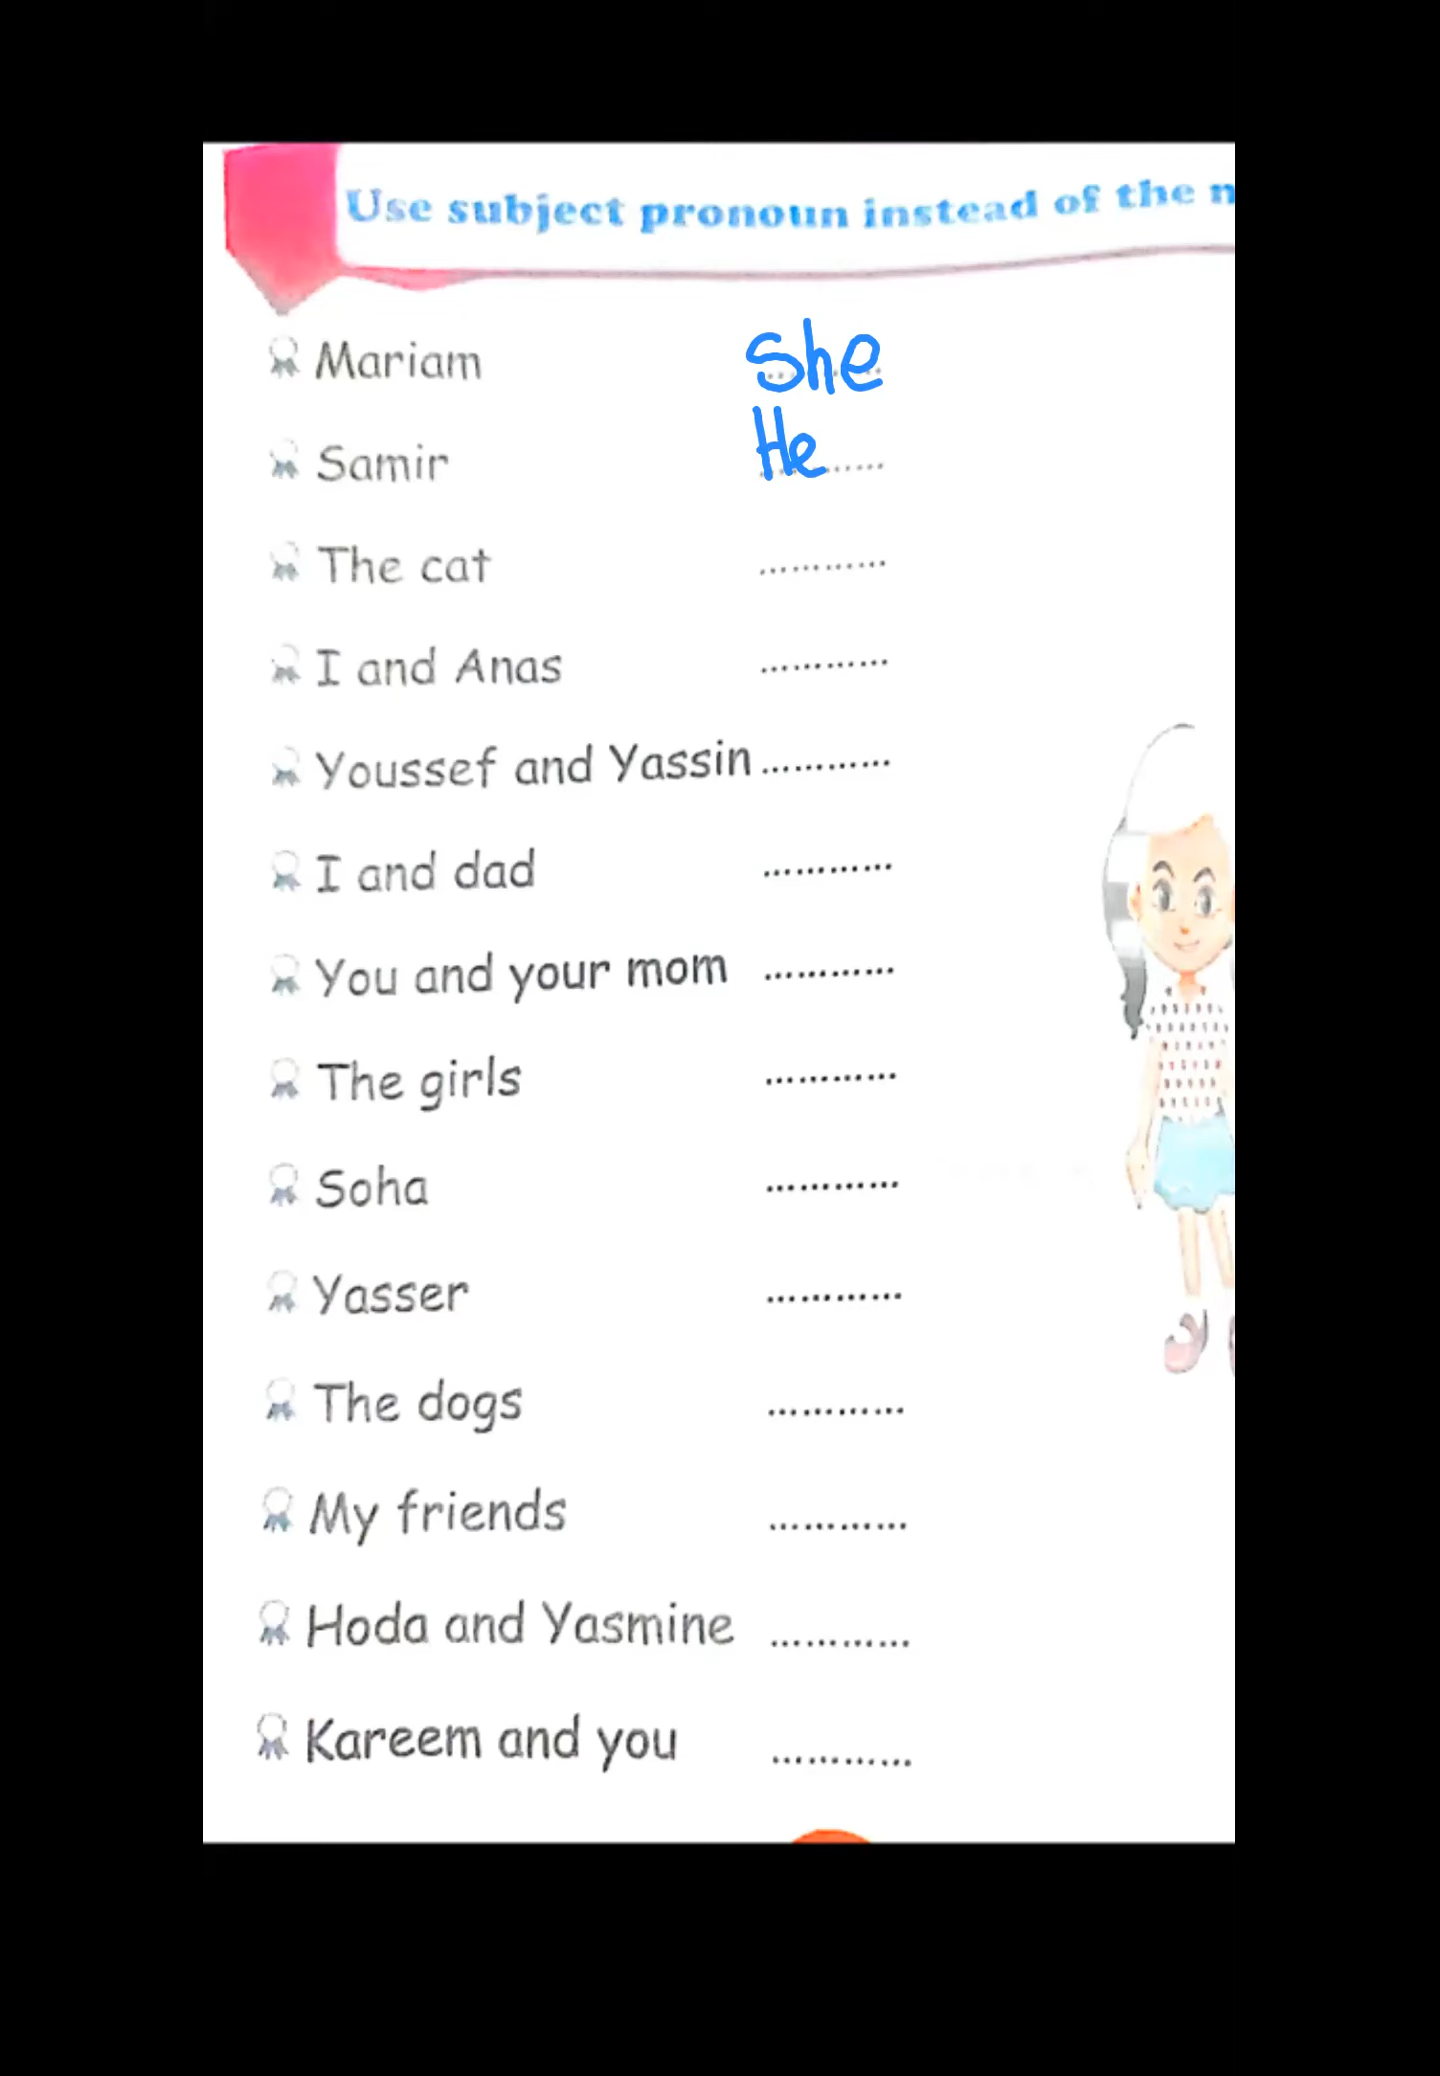 Use subject pronoun instead of the
Mariam She
Samir He
The cat ............
I and Anas ............
Youssef and Yassin ............
I and dad ............
You and your mom ............
The girls ............
Soha ............
Yasser ............
The dogs ............
My friends ............
Hoda and Yasmine ............
Kareem and you ............